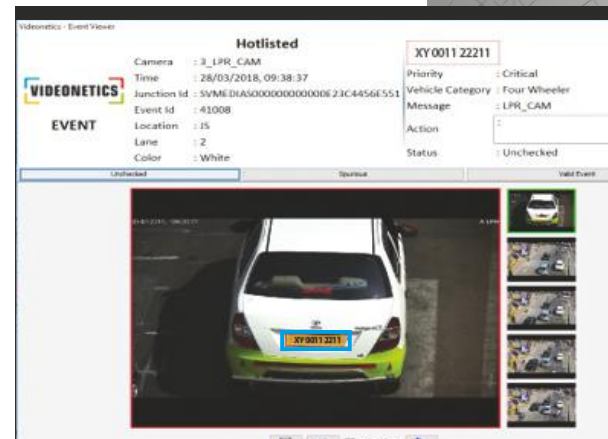 Videonetics - Event Viewer
Hotlisted
Camera : 3_LPR_CAM
Time : 28/03/2018, 09:38:37
Junction Id : SVMEDIAS000000000000E23C4456E551
Event Id : 41008
Location : JS
Lane : 2
Color : White
VIDEONETICS
EVENT
XY 0011 22211
Priority : Critical
Vehicle Category : Four Wheeler
Message : LPR_CAM
Action :
Status : Unchecked
Unchecked
Spurious
Valid Event
XY 0011 2211